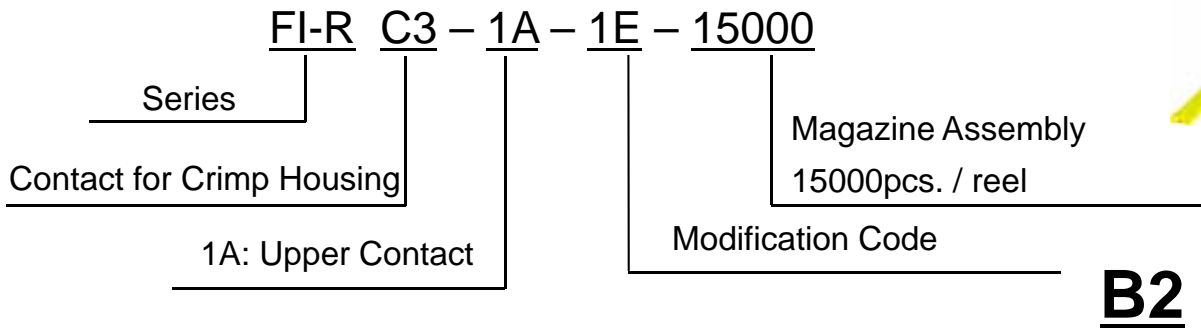 FI-R C3 – 1A – 1E – 15000
Series
Magazine Assembly
Contact for Crimp Housing
15000pcs. / reel
1A: Upper Contact
Modification Code
B2